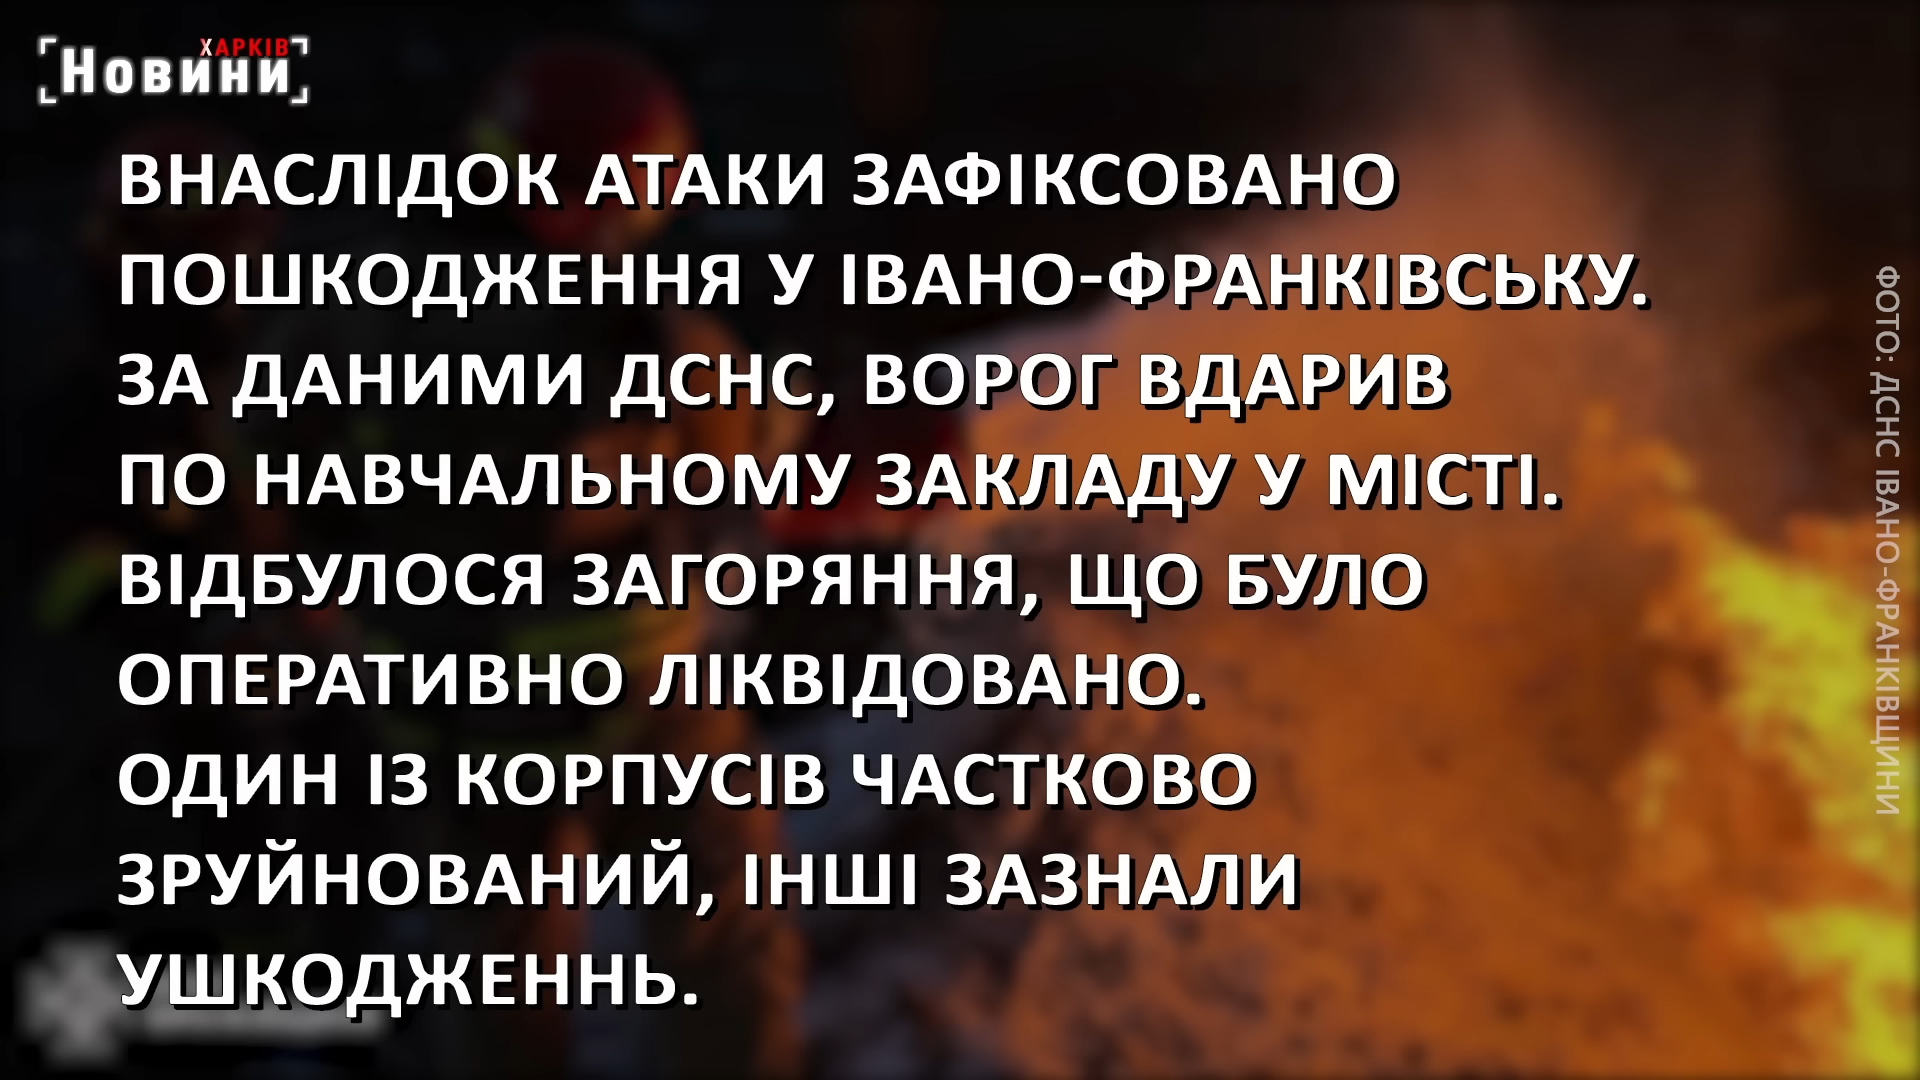 ХАРКІВ
Новини
ВНАСЛІДОК АТАКИ ЗАФІКСОВАНО
ПОШКОДЖЕННЯ У ІВАНО-ФРАНКІВСЬКУ.
ЗА ДАНИМИ ДСНС, ВОРОГ ВДАРИВ
ПО НАВЧАЛЬНОМУ ЗАКЛАДУ У МІСТІ.
ВІДБУЛОСЯ ЗАГОРЯННЯ, ЩО БУЛО
ОПЕРАТИВНО ЛІКВІДОВАНО.
ОДИН ІЗ КОРПУСІВ ЧАСТКОВО
ЗРУЙНОВАНИЙ, ІНШІ ЗАЗНАЛИ
УШКОДЖЕННЬ.
ФОТО: ДСНС ІВАНО-ФРАНКІВЩИНИ